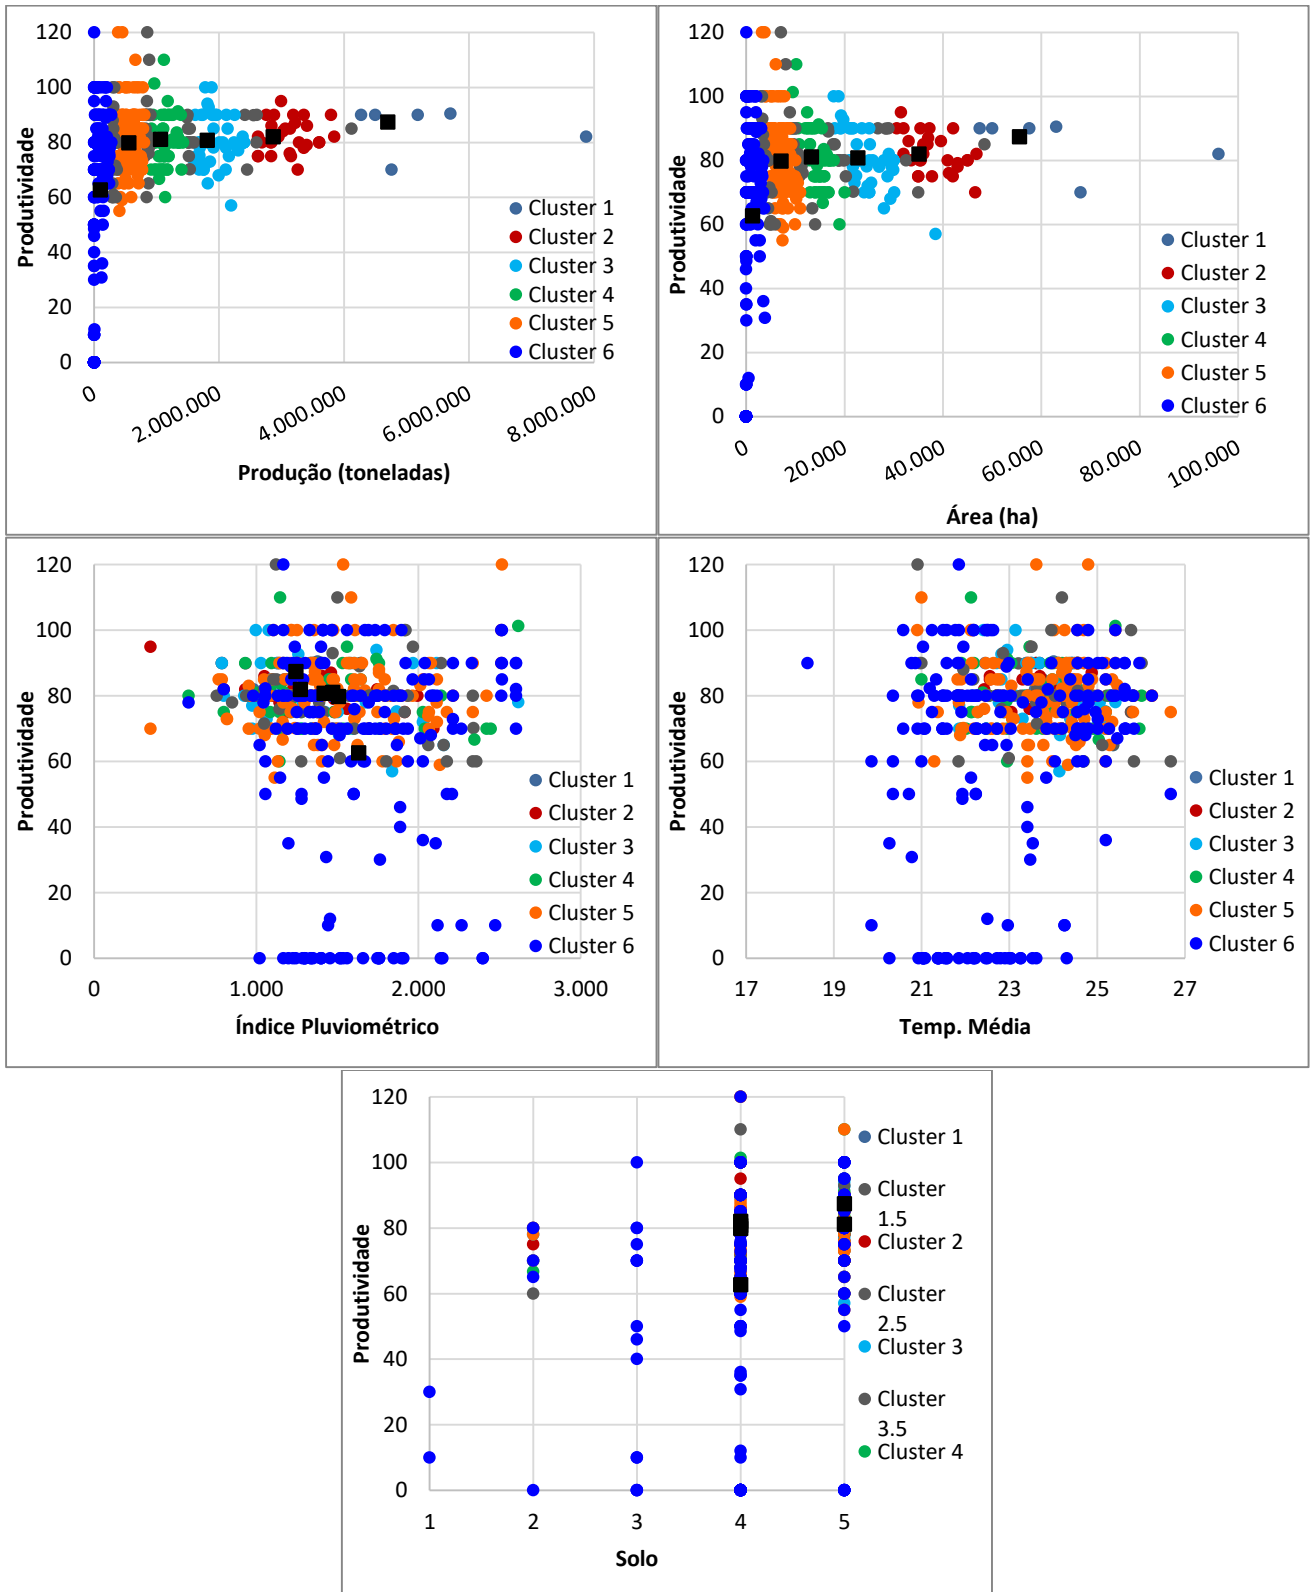 120
100
80
60
40
20
0
Produtividade
Cluster 1
Cluster 2
Cluster 3
Cluster 4
Cluster 5
Cluster 6
0
2.000.000
4.000.000
6.000.000
8.000.000
Produção (toneladas)
120
100
80
60
40
20
0
Produtividade
Cluster 1
Cluster 2
Cluster 3
Cluster 4
Cluster 5
Cluster 6
0
20.000
40.000
60.000
80.000
100.000
Área (ha)
120
100
80
60
40
20
0
Produtividade
Cluster 1
Cluster 2
Cluster 3
Cluster 4
Cluster 5
Cluster 6
0 1.000 2.000 3.000
Índice Pluviométrico
120
100
80
60
40
20
0
Produtividade
Cluster 1
Cluster 2
Cluster 3
Cluster 4
Cluster 5
Cluster 6
17 19 21 23 25 27
Temp. Média
120
100
80
60
40
20
0
Produtividade
Cluster 1
Cluster
1.5
Cluster 2
Cluster
2.5
Cluster 3
Cluster
3.5
Cluster 4
1 2 3 4 5
Solo